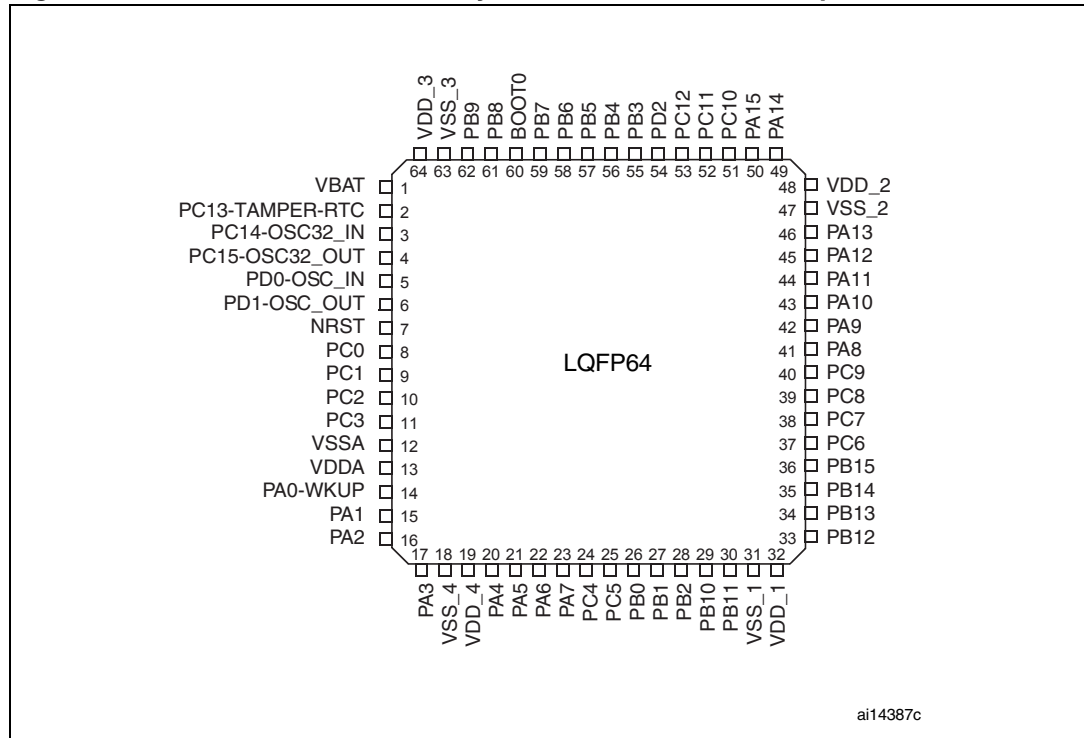 VDD_3
VSS_3
PB9
PB8
BOOT0
PB7
PB6
PB5
PB4
PB3
PD2
PC12
PC11
PC10
PA15
PA14
64 63 62 61 60 59 58 57 56 55 54 53 52 51 50 49
VBAT 1
PC13-TAMPER-RTC 2
PC14-OSC32_IN 3
PC15-OSC32_OUT 4
PD0-OSC_IN 5
PD1-OSC_OUT 6
NRST 7
PC0 8
PC1 9
PC2 10
PC3 11
VSSA 12
VDDA 13
PA0-WKUP 14
PA1 15
PA2 16
LQFP64
48 VDD_2
47 VSS_2
46 PA13
45 PA12
44 PA11
43 PA10
42 PA9
41 PA8
40 PC9
39 PC8
38 PC7
37 PC6
36 PB15
35 PB14
34 PB13
33 PB12
17 18 19 20 21 22 23 24 25 26 27 28 29 30 31 32
PA3
VSS_4
VDD_4
PA4
PA5
PA6
PA7
PC4
PC5
PB0
PB1
PB2
PB10
PB11
VSS_1
VDD_1
ai14387c